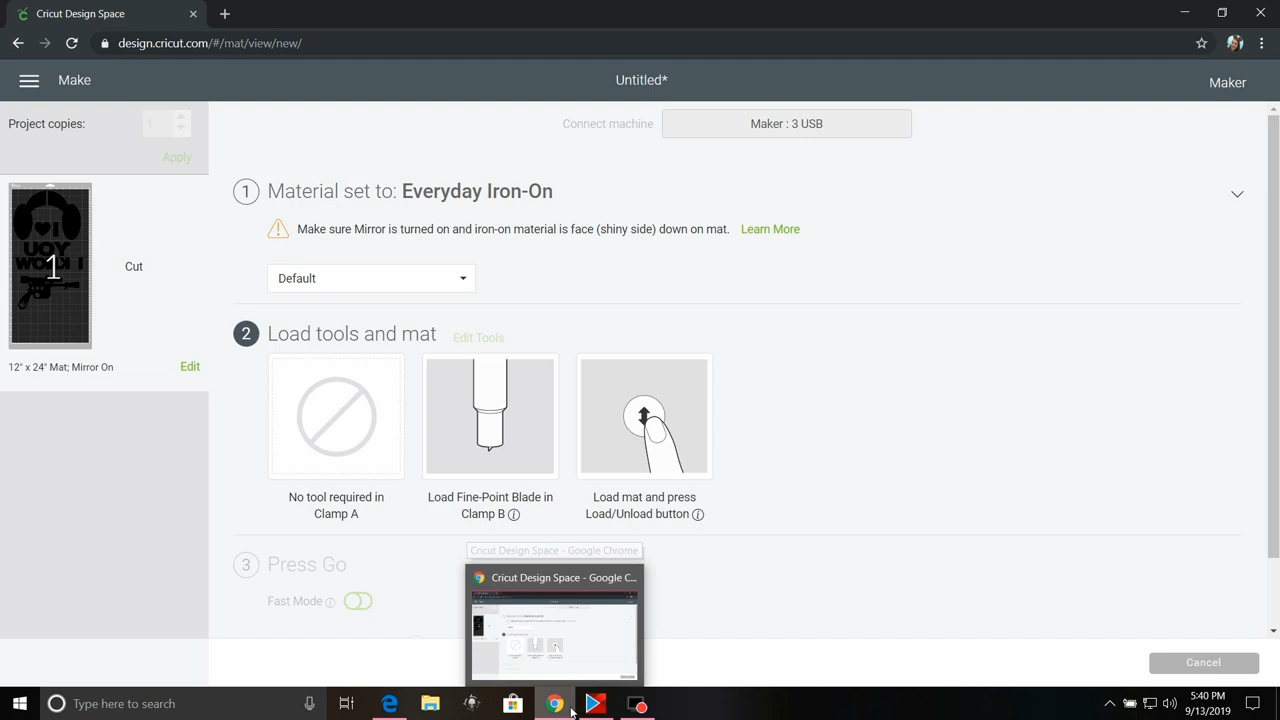 Cricut Design Space
design.cricut.com/#/mat/view/new/
Make
Untitled*
Maker
Project copies:
1
Apply
Connect machine
Maker : 3 USB
1
Cut
12" x 24" Mat; Mirror On
Edit
1
Material set to: Everyday Iron-On
Make sure Mirror is turned on and iron-on material is face (shiny side) down on mat. Learn More
Default
2
Load tools and mat
Edit Tools
No tool required in
Clamp A
Load Fine-Point Blade in
Clamp B
Load mat and press
Load/Unload button
3
Press Go
Fast Mode
Cricut Design Space - Google Chrome
Cricut Design Space - Google C...
Cancel
Type here to search
5:40 PM
9/13/2019